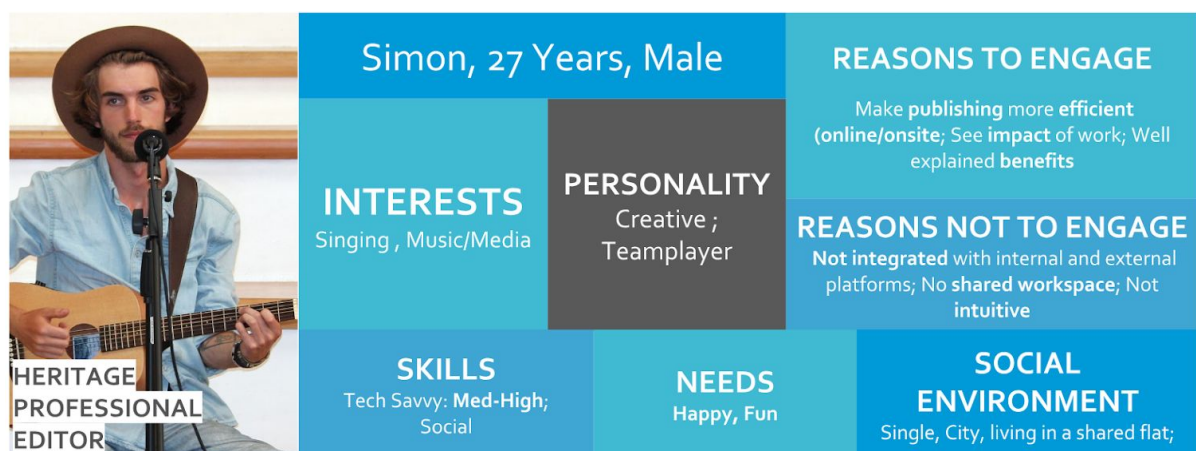 Simon, 27 Years, Male
INTERESTS
Singing , Music/Media
PERSONALITY
Creative ;
Teamplayer
REASONS TO ENGAGE
Make publishing more efficient
(online/onsite; See impact of work; Well
explained benefits
REASONS NOT TO ENGAGE
Not integrated with internal and external
platforms; No shared workspace; Not
intuitive
HERITAGE
PROFESSIONAL
EDITOR
SKILLS
Tech Savvy: Med-High;
Social
NEEDS
Happy, Fun
SOCIAL
ENVIRONMENT
Single, City, living in a shared flat;